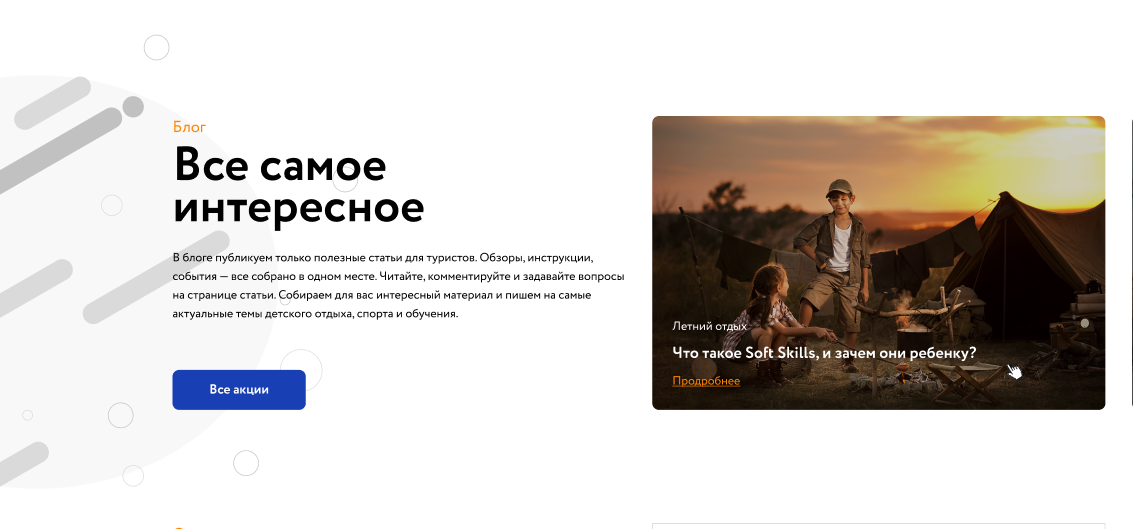 Блог
Все самое
интересное
В блоге публикуем только полезные статьи для туристов. Обзоры, инструкции,
события — все собрано в одном месте. Читайте, комментируйте и задавайте вопросы
на странице статьи. Собираем для вас интересный материал и пишем на самые
актуальные темы детского отдыха, спорта и обучения.
Все акции
Летний отдых
Что такое Soft Skills, и зачем они ребенку?
Продробнее